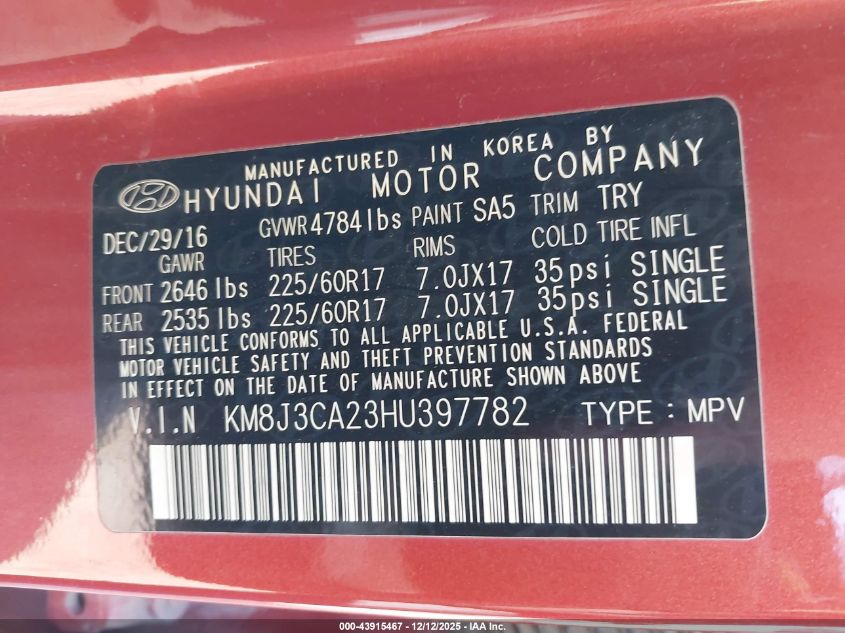 MANUFACTURED IN KOREA BY
HYUNDAI MOTOR COMPANY
DEC/29/16 GVWR 4784 lbs PAINT SA5 TRIM TRY
GAWR TIRES RIMS COLD TIRE INFL
FRONT 2646 lbs 225/60R17 7.0JX17 35psi SINGLE
REAR 2535 lbs 225/60R17 7.0JX17 35psi SINGLE
THIS VEHICLE CONFORMS TO ALL APPLICABLE U.S.A. FEDERAL
MOTOR VEHICLE SAFETY AND THEFT PREVENTION STANDARDS
IN EFFECT ON THE DATE OF MANUFACTURE SHOWN ABOVE
V.I.N KM8J3CA23HU397782 TYPE : MPV
000-43915467 - 12/12/2025 - © IAA Inc.